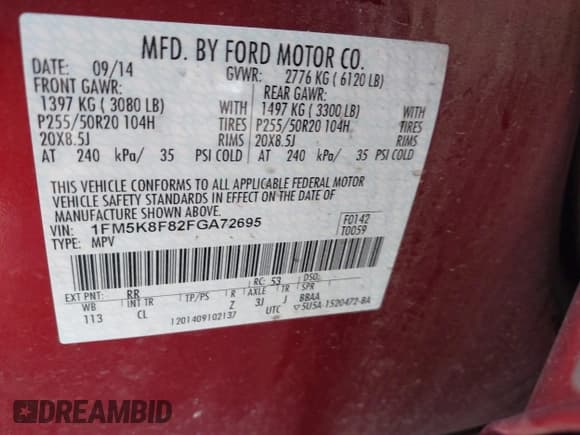 MFD. BY FORD MOTOR CO.
DATE: 09/14 GVWR: 2776 KG ( 6120 LB)
FRONT GAWR: REAR GAWR:
1397 KG ( 3080 LB) WITH 1497 KG ( 3300 LB) WITH
P255/50R20 104H TIRES P255/50R20 104H TIRES
20X8.5J RIMS 20X8.5J RIMS
AT 240 kPa/ 35 PSI COLD AT 240 kPa/ 35 PSI COLD
THIS VEHICLE CONFORMS TO ALL APPLICABLE FEDERAL MOTOR
VEHICLE SAFETY STANDARDS IN EFFECT ON THE DATE OF
MANUFACTURE SHOWN ABOVE.
VIN: 1FM5K8F82FGA72695 F0142
TYPE: MPV T0059
EXT PNT: RR RC: 53 DSO:
WB INT TR TP/PS R AXLE TR SPR
113 CL Z 3J J BBAA
1201409102137 UTC 5U5A-1520472-BA
DREAMBID